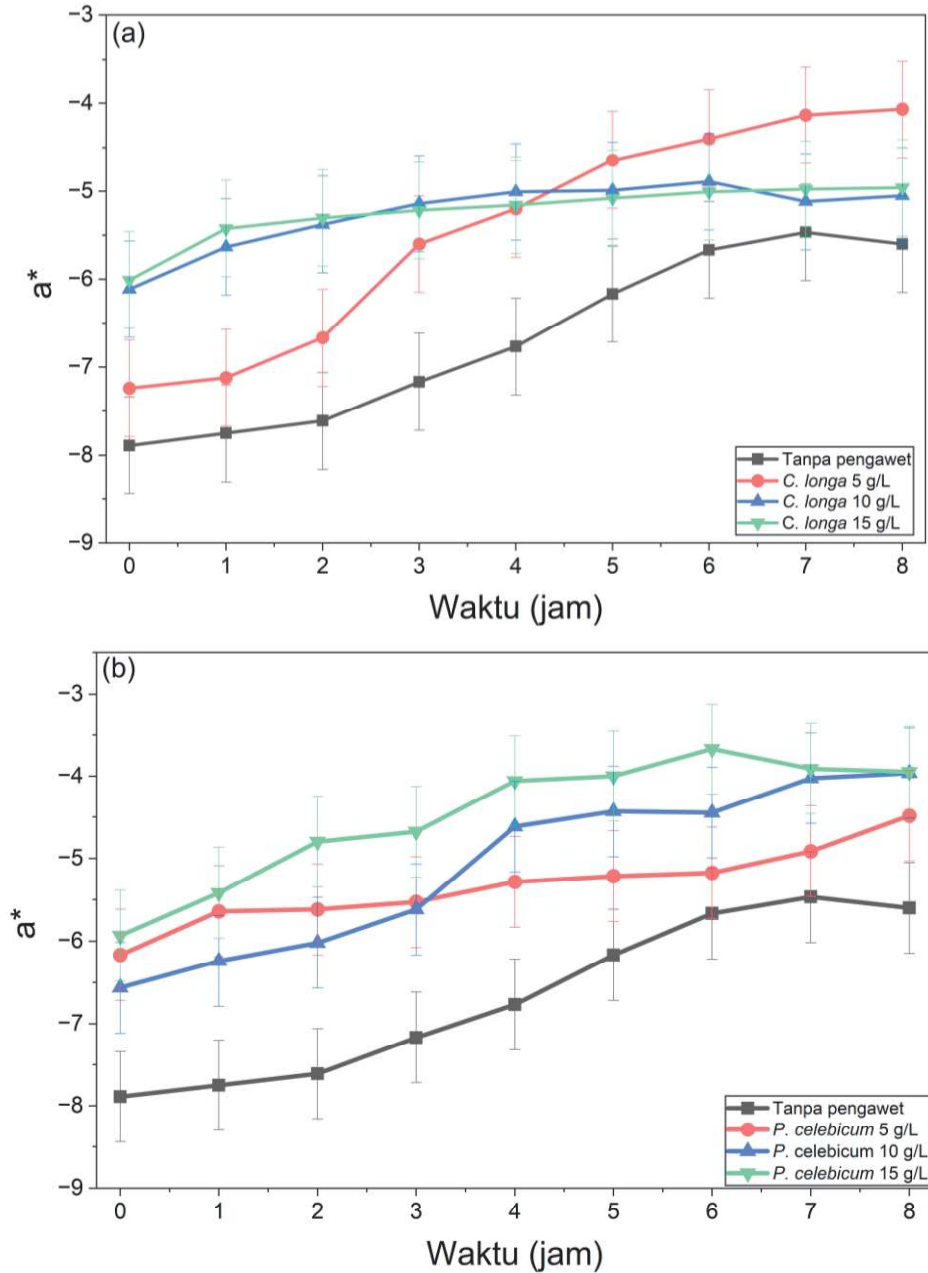 (a)
−3
−4
−5
−6
−7
−8
−9
a*
0 1 2 3 4 5 6 7 8
Waktu (jam)
Tanpa pengawet
C. longa 5 g/L
C. longa 10 g/L
C. longa 15 g/L
(b)
−3
−4
−5
−6
−7
−8
−9
a*
0 1 2 3 4 5 6 7 8
Waktu (jam)
Tanpa pengawet
P. celebicum 5 g/L
P. celebicum 10 g/L
P. celebicum 15 g/L